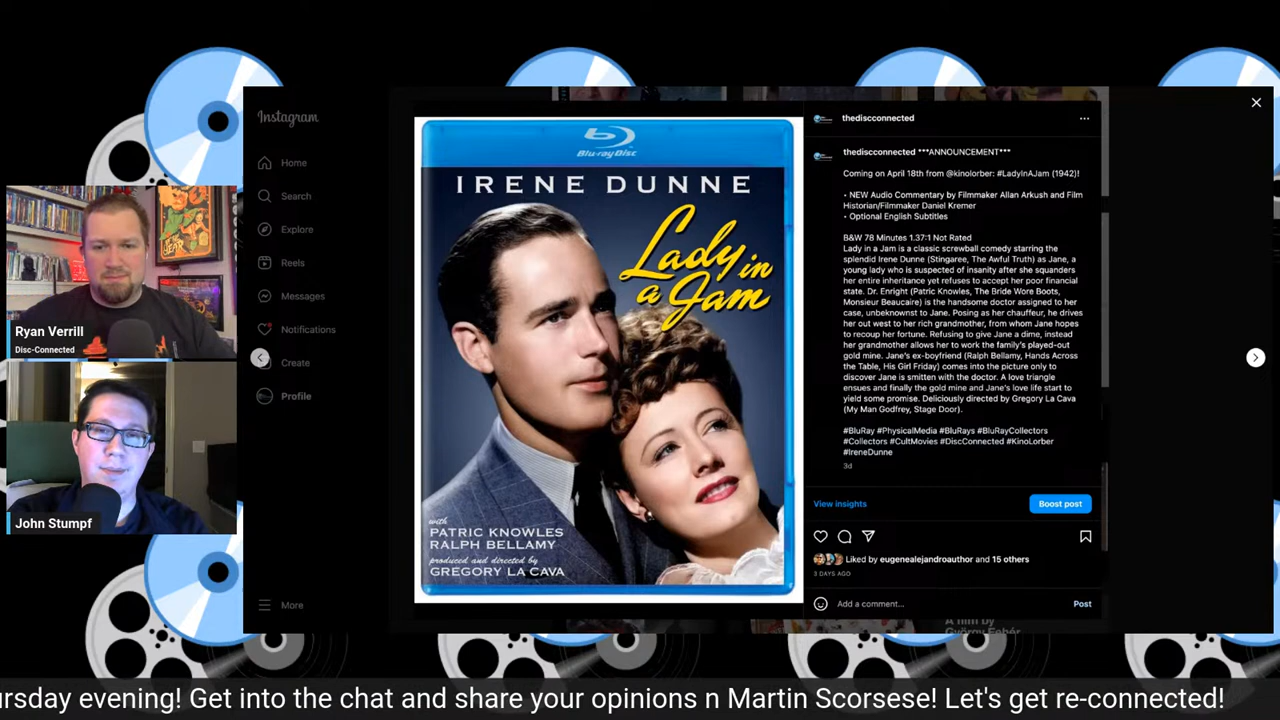 Instagram
Home
Search
Explore
Reels
Messages
Notifications
Create
Profile
More
Ryan Verrill
Disc-Connected
John Stumpf
Blu-ray Disc
IRENE DUNNE
Lady in
a Jam
with
PATRIC KNOWLES
RALPH BELLAMY
produced and directed by
GREGORY LA CAVA
thediscconnected
thediscconnected ***ANNOUNCEMENT***
Coming on April 18th from @kinolorber: #LadyInAJam (1942)!
• NEW Audio Commentary by Filmmaker Allan Arkush and Film
Historian/Filmmaker Daniel Kremer
• Optional English Subtitles
B&W 78 Minutes 1.37:1 Not Rated
Lady in a Jam is a classic screwball comedy starring the
splendid Irene Dunne (Stingaree, The Awful Truth) as Jane, a
young lady who is suspected of insanity after she squanders
her entire inheritance yet refuses to accept her poor financial
state. Dr. Enright (Patric Knowles, The Bride Wore Boots,
Monsieur Beaucaire) is the handsome doctor assigned to her
case, unbeknownst to Jane. Posing as her chauffeur, he drives
her out west to her rich grandmother, from whom Jane hopes
to recoup her fortune. Refusing to give Jane a dime, instead
her grandmother allows her to work the family's played-out
gold mine. Jane's ex-boyfriend (Ralph Bellamy, Hands Across
the Table, His Girl Friday) comes into the picture only to
discover Jane is smitten with the doctor. A love triangle
ensues and finally the gold mine and Jane's love life start to
yield some promise. Deliciously directed by Gregory La Cava
(My Man Godfrey, Stage Door).
#BluRay #PhysicalMedia #BluRays #BluRayCollectors
#Collectors #CultMovies #DiscConnected #KinoLorber
#IreneDunne
3d
View insights
Boost post
Liked by eugenealejandroauthor and 15 others
3 DAYS AGO
Add a comment...
Post
A film by
György Fehér
ursday evening! Get into the chat and share your opinions n Martin Scorsese! Let's get re-connected!